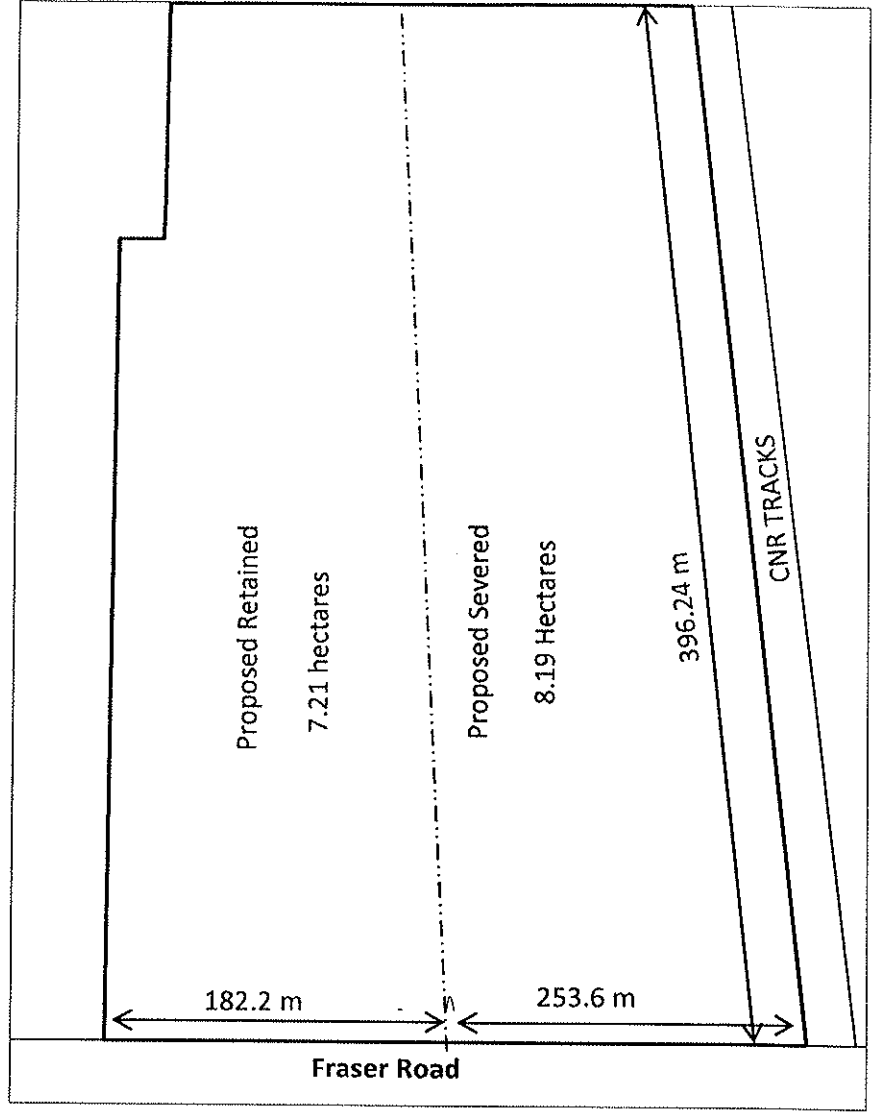 Proposed Retained
7.21 hectares
Proposed Severed
8.19 Hectares
396.24 m
CNR TRACKS
182.2 m
253.6 m
Fraser Road